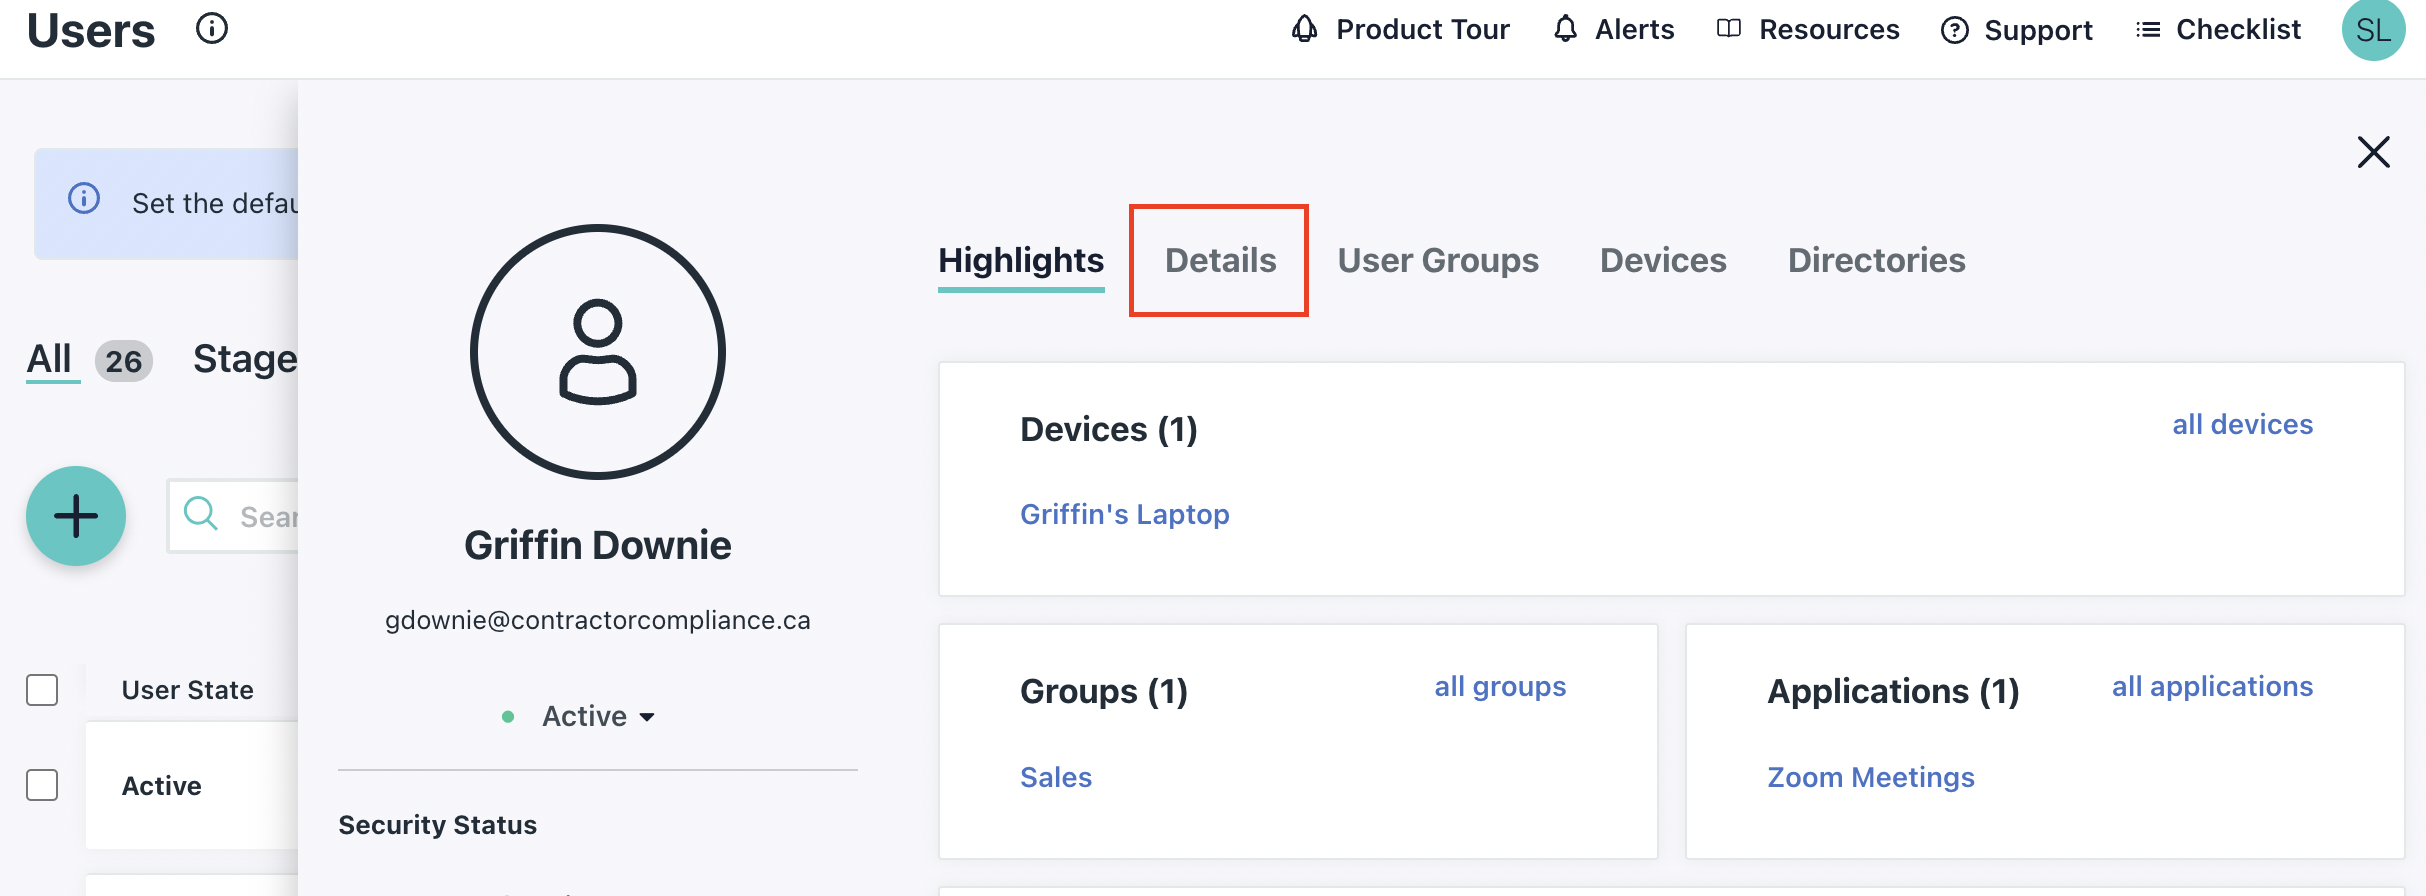 Users
Product Tour
Alerts
Resources
Support
Checklist
SL
Set the defau
All 26 Stage
Sear
User State
Active
Griffin Downie
gdownie@contractorcompliance.ca
Active
Security Status
Highlights
Details
User Groups
Devices
Directories
Devices (1)
all devices
Griffin's Laptop
Groups (1)
all groups
Sales
Applications (1)
all applications
Zoom Meetings